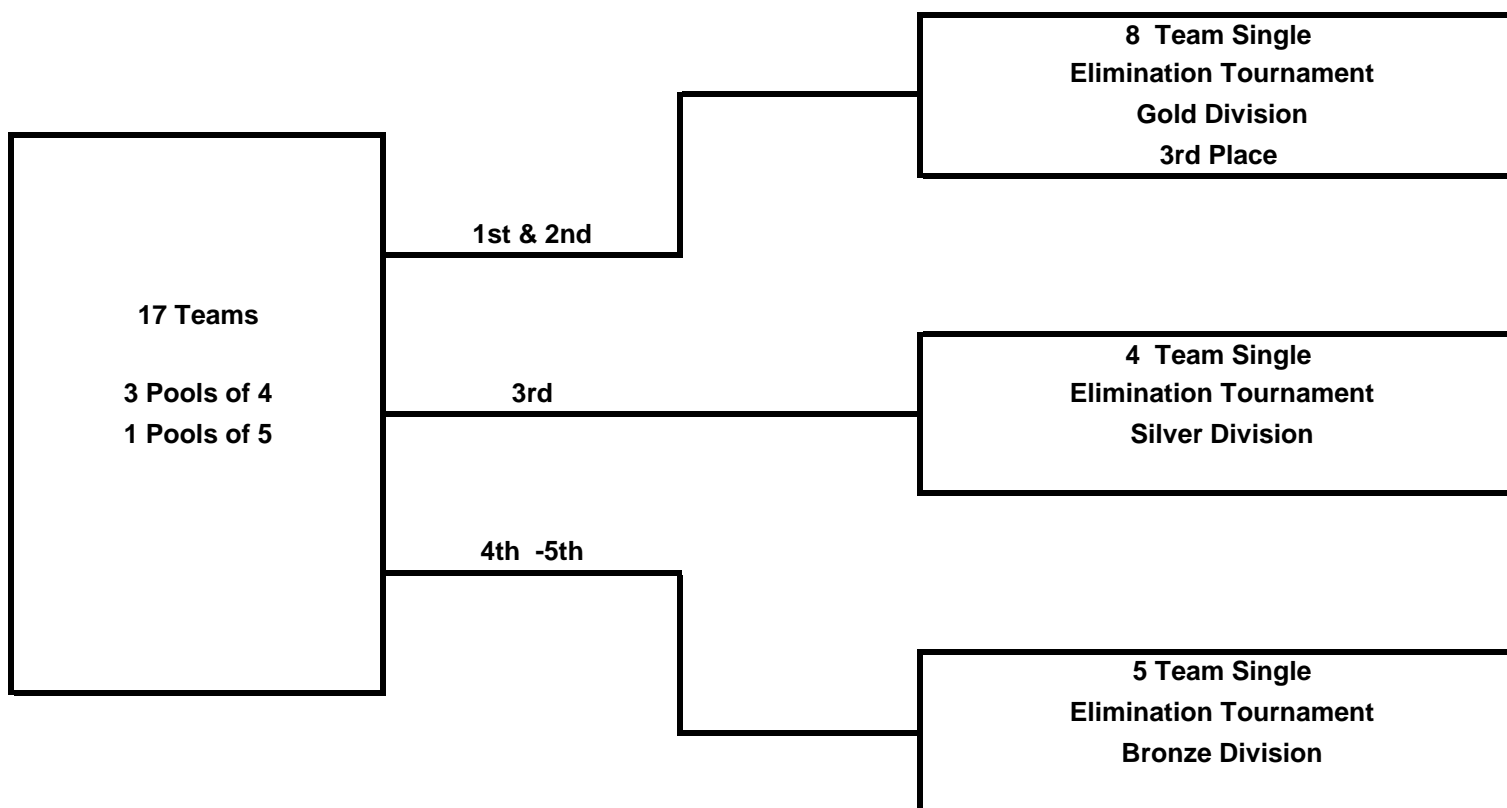 17 Teams
3 Pools of 4
1 Pools of 5
1st & 2nd
3rd
4th -5th
8 Team Single
Elimination Tournament
Gold Division
3rd Place
4 Team Single
Elimination Tournament
Silver Division
5 Team Single
Elimination Tournament
Bronze Division